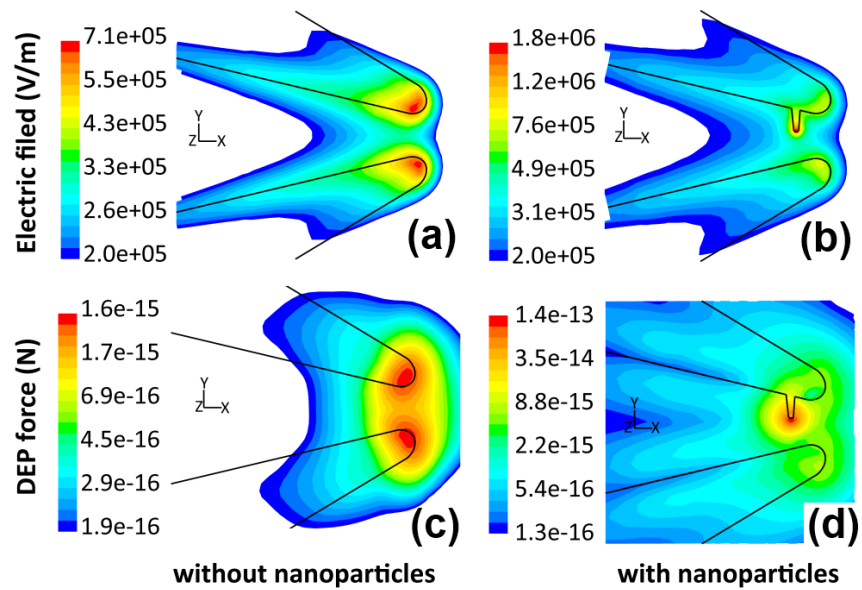 Electric filed (V/m)
7.1e+05
5.5e+05
4.3e+05
3.3e+05
2.6e+05
2.0e+05
Y
Z X
(a)
1.8e+06
1.2e+06
7.6e+05
4.9e+05
3.1e+05
2.0e+05
Y
Z X
(b)
DEP force (N)
1.6e-15
1.7e-15
6.9e-16
4.5e-16
2.9e-16
1.9e-16
Y
Z X
(c)
1.4e-13
3.5e-14
8.8e-15
2.2e-15
5.4e-16
1.3e-16
Y
Z X
(d)
without nanoparticles
with nanoparticles